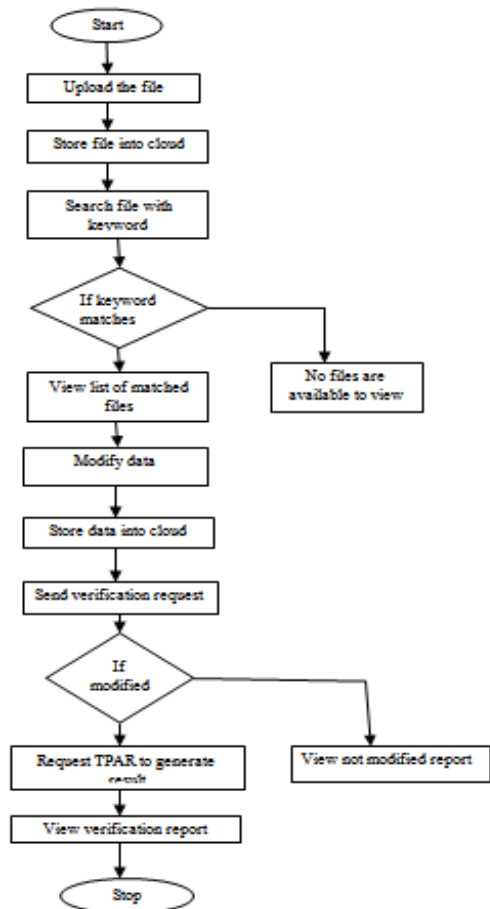 Start
Upload the file
Store file into cloud
Search file with
keyword
If keyword
matches
No files are
available to view
View list of matched
files
Modify data
Store data into cloud
Send verification request
If
modified
Request TPAR to generate
result
View not modified report
View verification report
Stop